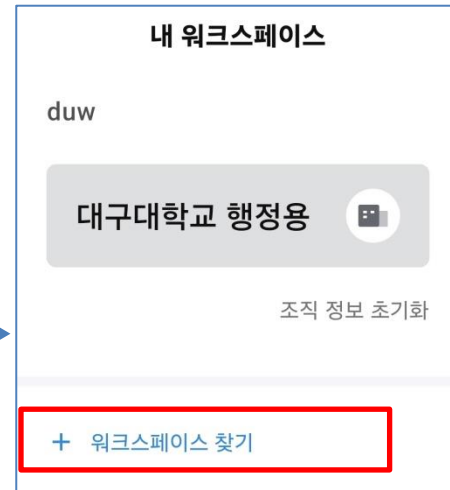 내 워크스페이스
duw
대구대학교 행정용
조직 정보 초기화
+ 워크스페이스 찾기